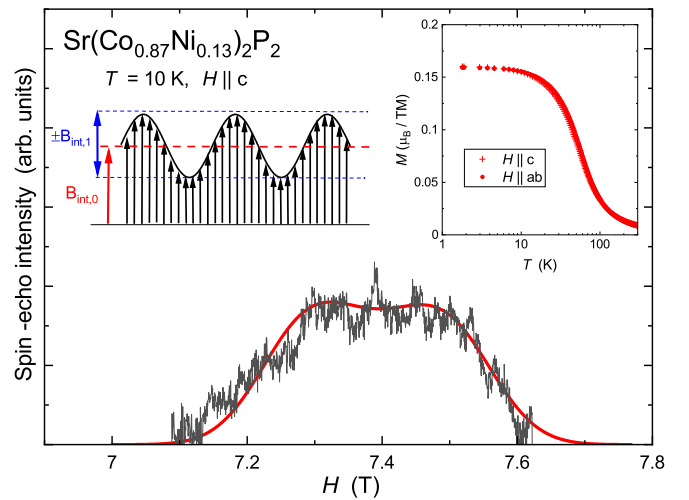 Sr(Co0.87Ni0.13)2P2
T = 10 K, H || c
±Bint,1
Bint,0
Spin -echo intensity (arb. units)
7
7.2
7.4
7.6
7.8
H (T)
M (μB / TM)
0.2
0.15
0.1
0.05
0
H || c
H || ab
1
10
100
T (K)